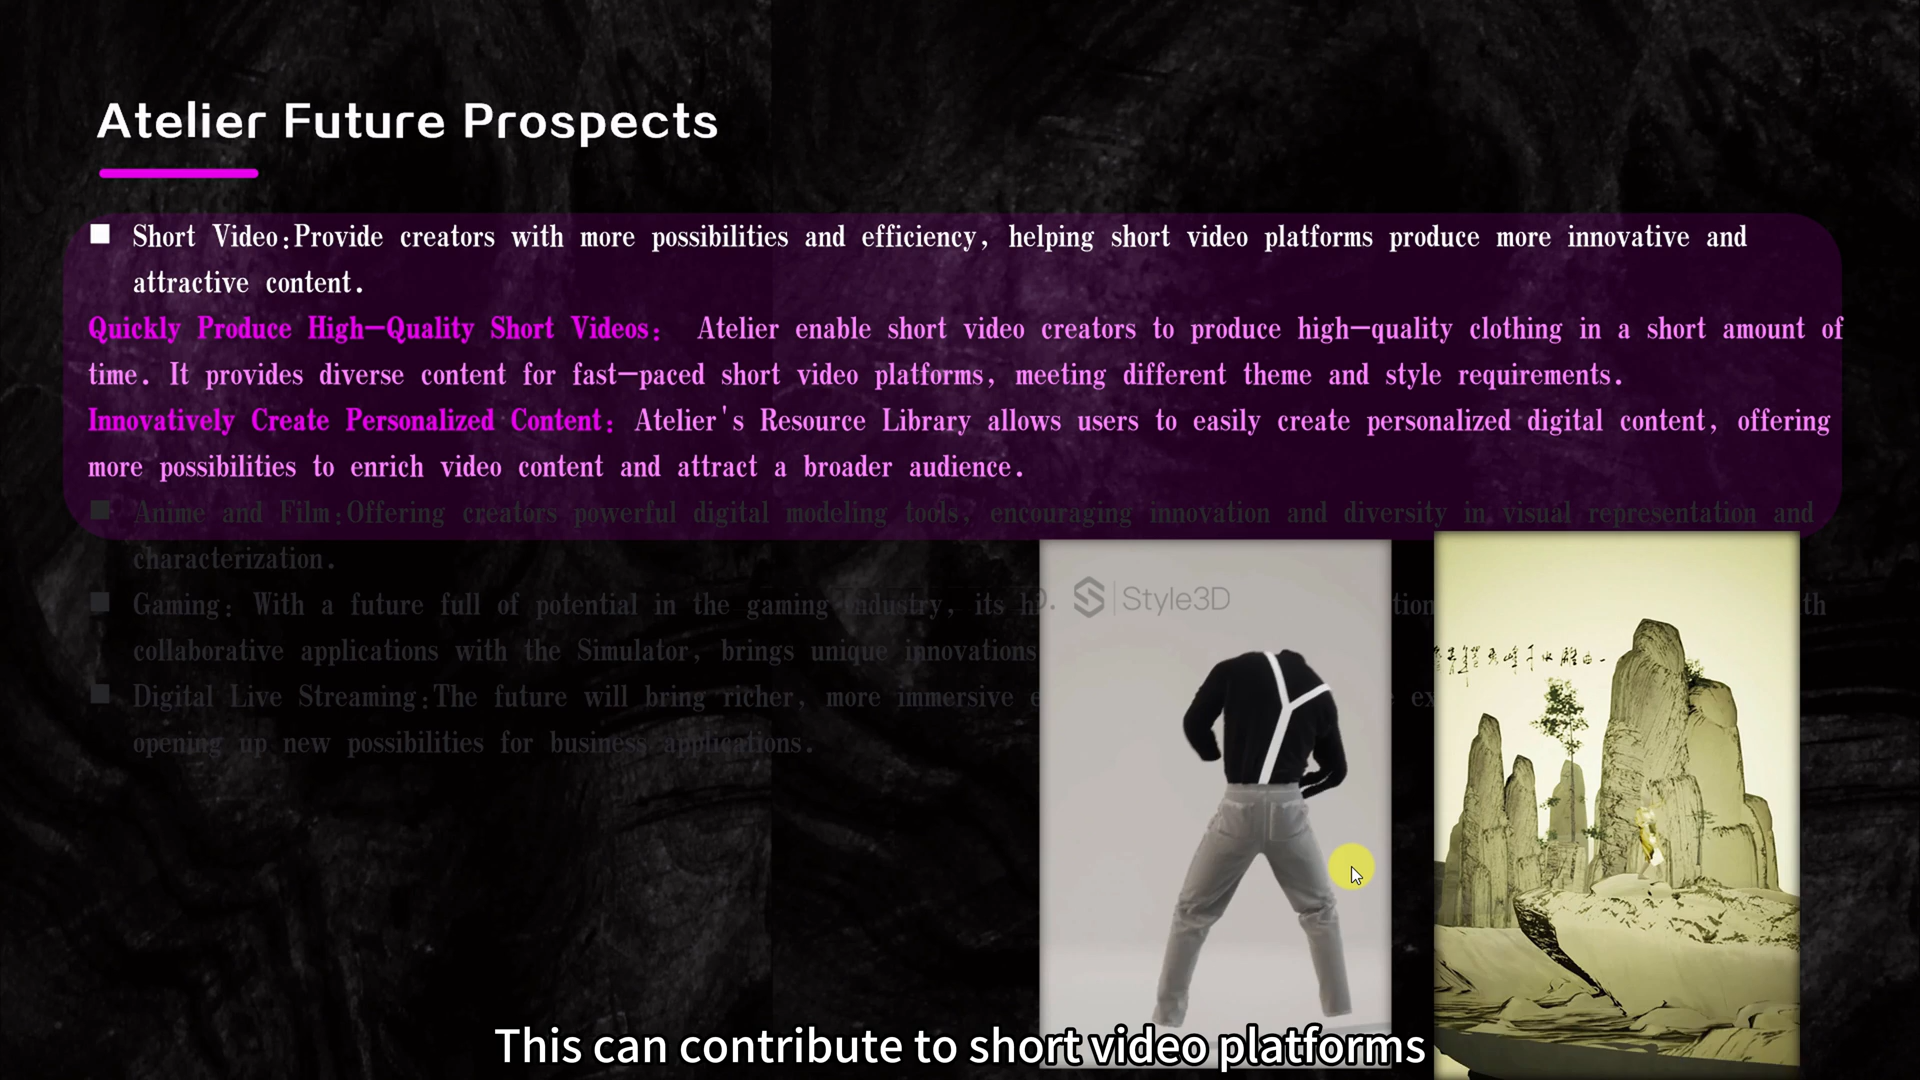 Atelier Future Prospects
■ Short Video:Provide creators with more possibilities and efficiency, helping short video platforms produce more innovative and
attractive content.
Quickly Produce High-Quality Short Videos: Atelier enable short video creators to produce high-quality clothing in a short amount of
time. It provides diverse content for fast-paced short video platforms, meeting different theme and style requirements.
Innovatively Create Personalized Content: Atelier's Resource Library allows users to easily create personalized digital content, offering
more possibilities to enrich video content and attract a broader audience.
■ Anime and Film:Offering creators powerful digital modeling tools, encouraging innovation and diversity in visual representation and
characterization.
■ Gaming: With a future full of potential in the gaming industry, its
collaborative applications with the Simulator, brings unique innovations
■ Digital Live Streaming:The future will bring richer, more immersive
opening up new possibilities for business applications.
Style3D
This can contribute to short video platforms